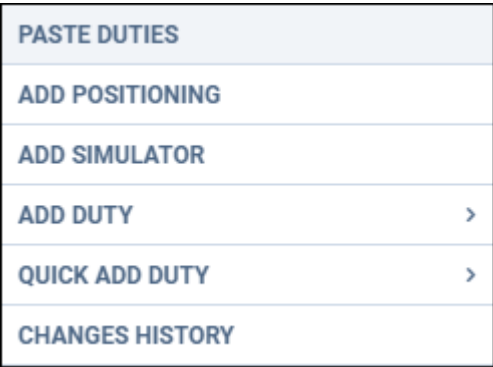 PASTE DUTIES
ADD POSITIONING
ADD SIMULATOR
ADD DUTY
QUICK ADD DUTY
CHANGES HISTORY